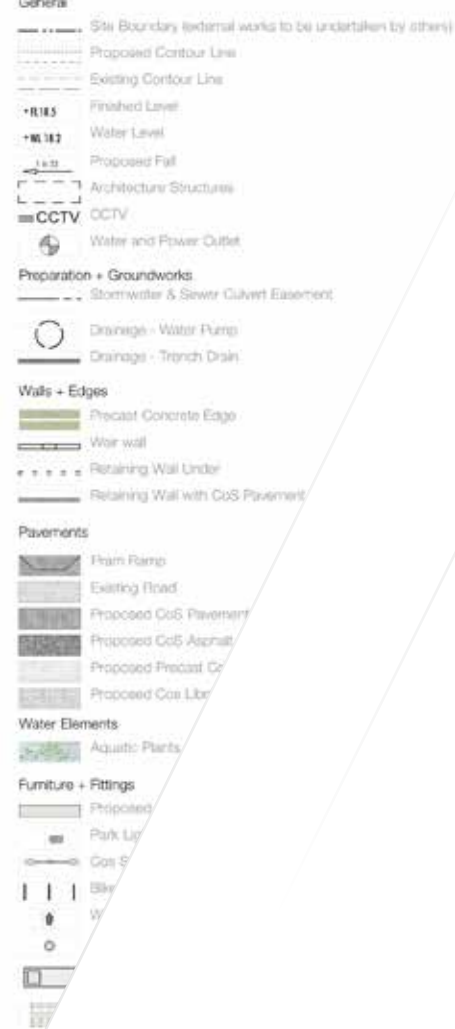 General
Site Boundary (external works to be undertaken by others)
Proposed Contour Line
Existing Contour Line
+FL18.5 Finished Level
+WL18.2 Water Level
Proposed Fall
Architecture Structures
CCTV CCTV
Water and Power Outlet
Preparation + Groundworks
Stormwater & Sewer Culvert Easement
Drainage - Water Pump
Drainage - Trench Drain
Walls + Edges
Precast Concrete Edge
Weir wall
Retaining Wall Under
Retaining Wall with CoS Pavement
Pavements
Pram Ramp
Existing Road
Proposed CoS Pavement
Proposed CoS Asphalt
Proposed Precast
Proposed Cos
Water Elements
Aquatic Plants
Furniture + Fittings
Proposed
Park
Cos